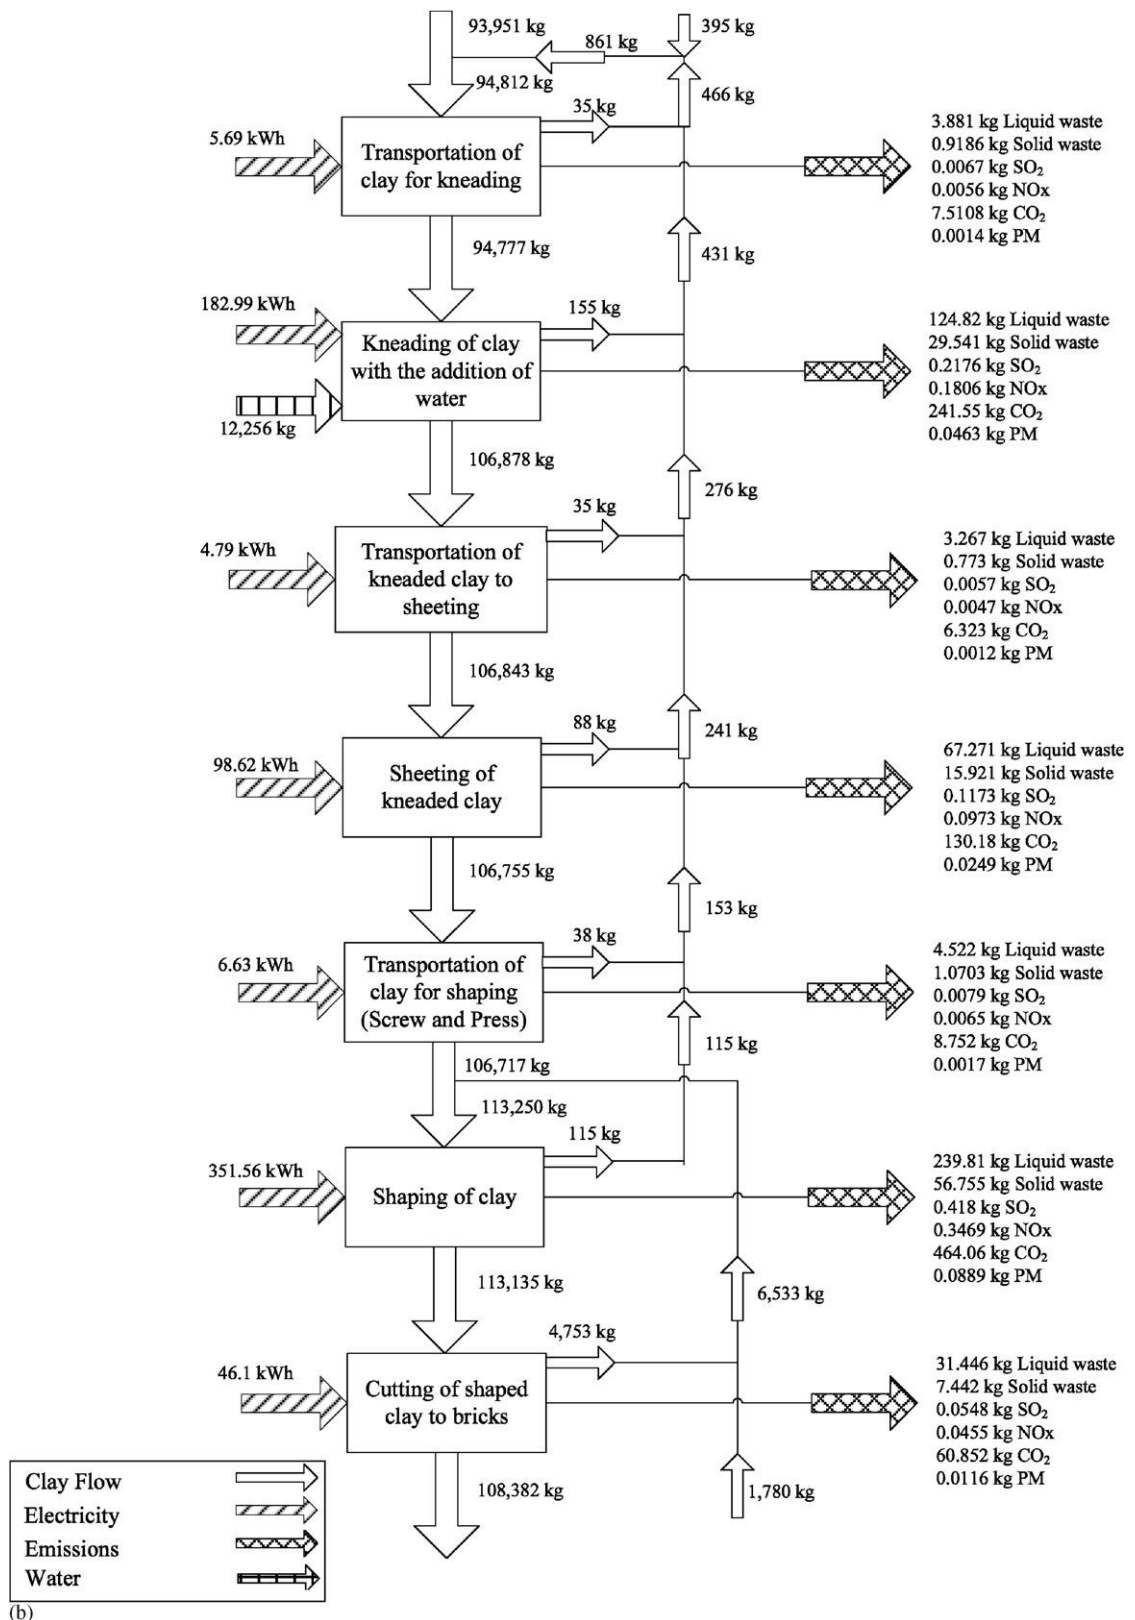 93,951 kg
861 kg
395 kg
94,812 kg
35 kg
466 kg
5.69 kWh
Transportation of
clay for kneading
3.881 kg Liquid waste
0.9186 kg Solid waste
0.0067 kg SO₂
0.0056 kg NOx
7.5108 kg CO₂
0.0014 kg PM
94,777 kg
431 kg
182.99 kWh
155 kg
Kneading of clay
with the addition of
water
12,256 kg
124.82 kg Liquid waste
29.541 kg Solid waste
0.2176 kg SO₂
0.1806 kg NOx
241.55 kg CO₂
0.0463 kg PM
106,878 kg
276 kg
35 kg
4.79 kWh
Transportation of
kneaded clay to
sheeting
3.267 kg Liquid waste
0.773 kg Solid waste
0.0057 kg SO₂
0.0047 kg NOx
6.323 kg CO₂
0.0012 kg PM
106,843 kg
241 kg
88 kg
98.62 kWh
Sheeting of
kneaded clay
67.271 kg Liquid waste
15.921 kg Solid waste
0.1173 kg SO₂
0.0973 kg NOx
130.18 kg CO₂
0.0249 kg PM
106,755 kg
153 kg
38 kg
6.63 kWh
Transportation of
clay for shaping
(Screw and Press)
4.522 kg Liquid waste
1.0703 kg Solid waste
0.0079 kg SO₂
0.0065 kg NOx
8.752 kg CO₂
0.0017 kg PM
106,717 kg
115 kg
113,250 kg
115 kg
351.56 kWh
Shaping of clay
239.81 kg Liquid waste
56.755 kg Solid waste
0.418 kg SO₂
0.3469 kg NOx
464.06 kg CO₂
0.0889 kg PM
113,135 kg
6,533 kg
4,753 kg
46.1 kWh
Cutting of shaped
clay to bricks
31.446 kg Liquid waste
7.442 kg Solid waste
0.0548 kg SO₂
0.0455 kg NOx
60.852 kg CO₂
0.0116 kg PM
108,382 kg
1,780 kg
Clay Flow
Electricity
Emissions
Water
(b)